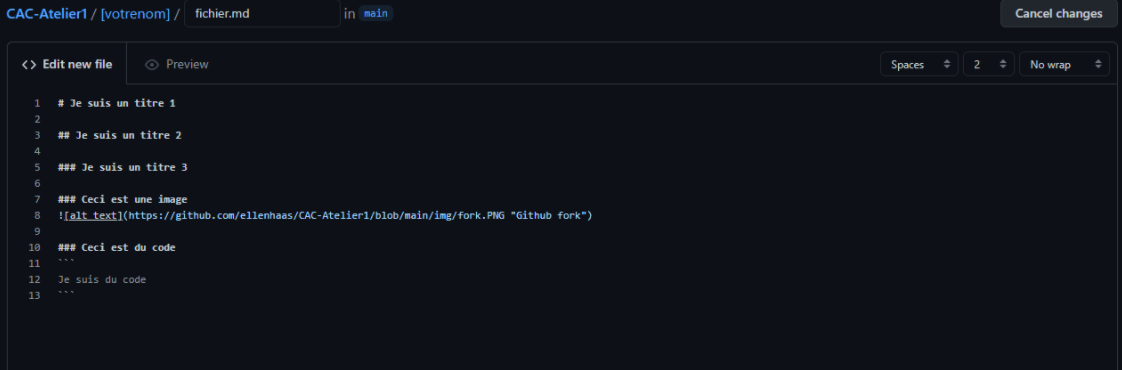 CAC-Atelier1 / [votrenom] / fichier.md in main Cancel changes
<> Edit new file Preview Spaces 2 No wrap
1 # Je suis un titre 1
2
3 ## Je suis un titre 2
4
5 ### Je suis un titre 3
6
7 ### Ceci est une image
8 ![alt text](https://github.com/ellenhaas/CAC-Atelier1/blob/main/img/fork.PNG "Github fork")
9
10 ### Ceci est du code
11 ```
12 Je suis du code
13 ```